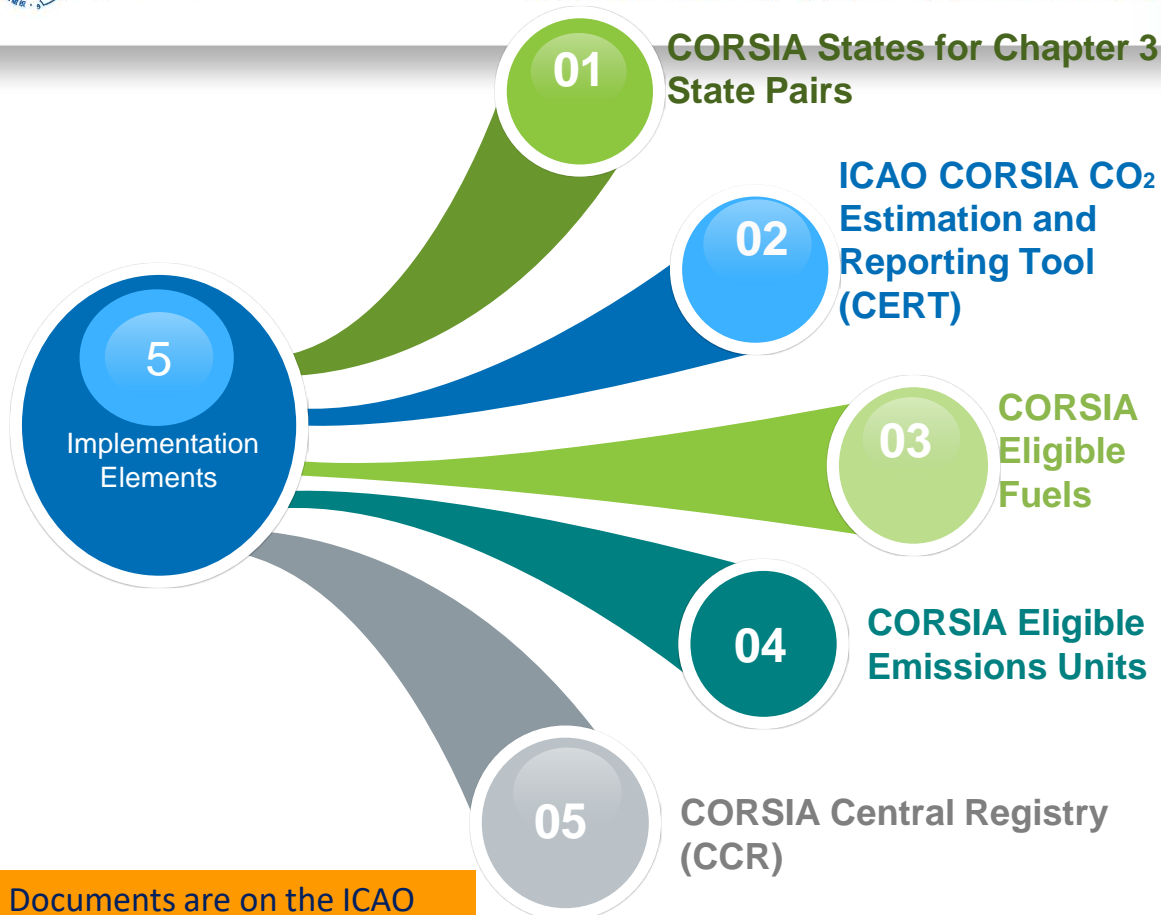 01
CORSIA States for Chapter 3
State Pairs
02
ICAO CORSIA CO2
Estimation and
Reporting Tool
(CERT)
5
Implementation
Elements
03
CORSIA
Eligible
Fuels
04
CORSIA Eligible
Emissions Units
05
CORSIA Central Registry
(CCR)
Documents are on the ICAO